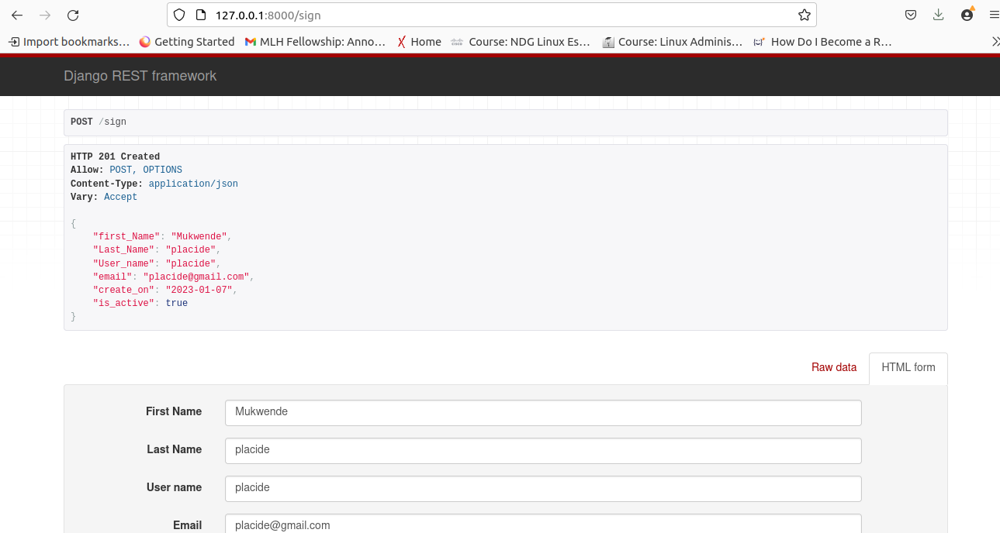 127.0.0.1:8000/sign
Import bookmarks... Getting Started MLH Fellowship: Anno... Home Course: NDG Linux Es... Course: Linux Adminis... How Do I Become a R...
Django REST framework
POST /sign
HTTP 201 Created
Allow: POST, OPTIONS
Content-Type: application/json
Vary: Accept
{
"first_Name": "Mukwende",
"Last_Name": "placide",
"User_name": "placide",
"email": "placide@gmail.com",
"create_on": "2023-01-07",
"is_active": true
}
Raw data HTML form
First Name Mukwende
Last Name placide
User name placide
Email placide@gmail.com